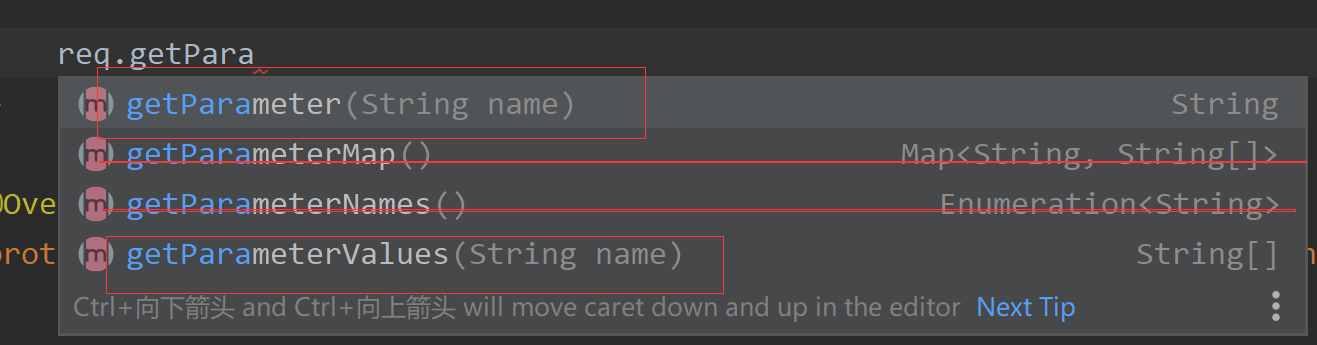 req.getPara
getParameter(String name) String
getParameterMap() Map<String, String[]>
getParameterNames() Enumeration<String>
getParameterValues(String name) String[]
Ctrl+向下箭头 and Ctrl+向上箭头 will move caret down and up in the editor Next Tip